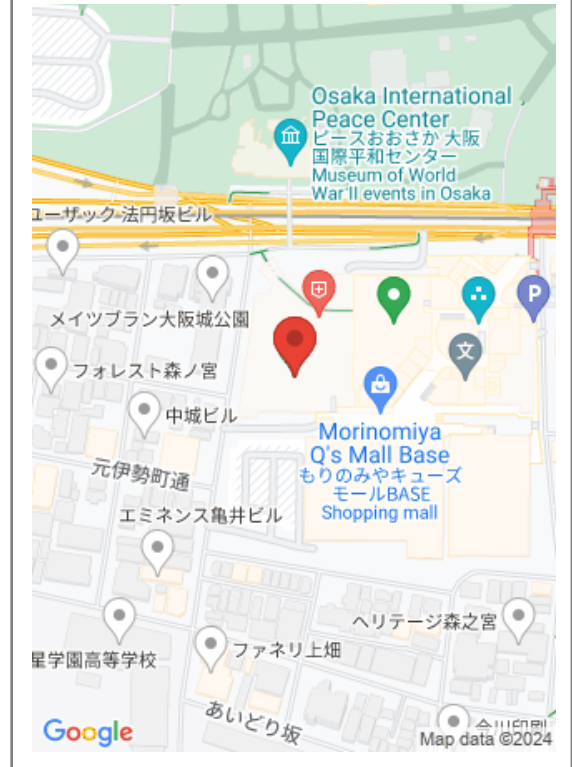 Osaka International
Peace Center
ピースおおさか 大阪
国際平和センター
Museum of World
War II events in Osaka
ユーザック 法円坂ビル
メイツブラン大阪城公園
P
文
フォレスト森ノ宮
中城ビル
Morinomiya
Q's Mall Base
もりのみやキューズ
モールBASE
Shopping mall
元伊勢町通
エミネンス亀井ビル
ヘリテージ森之宮
星学園高等学校
ファネリ上畑
あいどり坂
Google
Map data ©2024